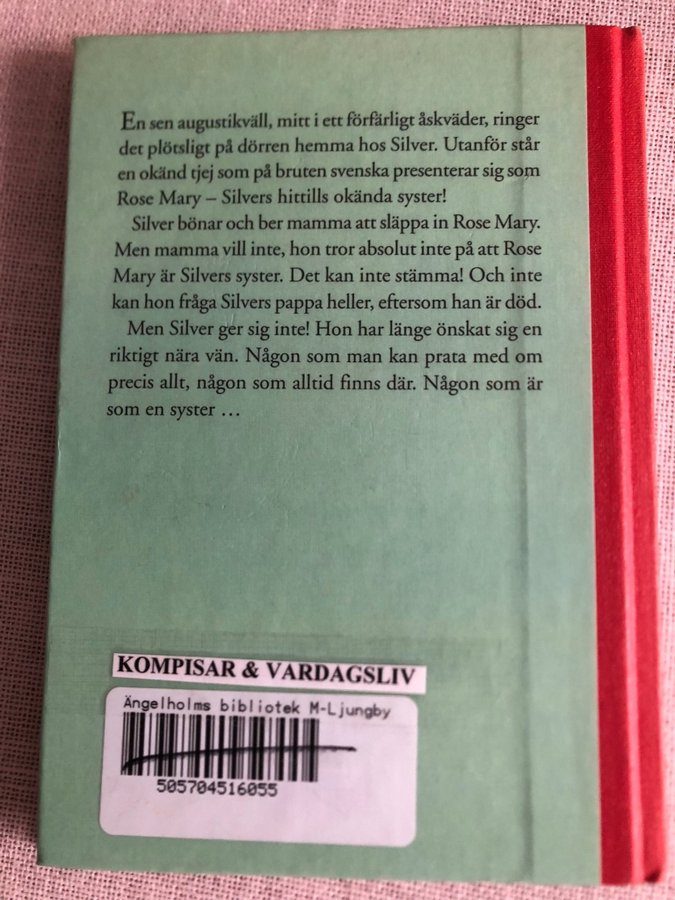 En sen augustikväll, mitt i ett förfärligt åskväder, ringer
det plötsligt på dörren hemma hos Silver. Utanför står
en okänd tjej som på bruten svenska presenterar sig som
Rose Mary – Silvers hittills okända syster!
Silver bönar och ber mamma att släppa in Rose Mary.
Men mamma vill inte, hon tror absolut inte på att Rose
Mary är Silvers syster. Det kan inte stämma! Och inte
kan hon fråga Silvers pappa heller, eftersom han är död.
Men Silver ger sig inte! Hon har länge önskat sig en
riktigt nära vän. Någon som man kan prata med om
precis allt, någon som alltid finns där. Någon som är
som en syster …
KOMPISAR & VARDAGSLIV
Ängelholms bibliotek M-Ljungby
505704516055